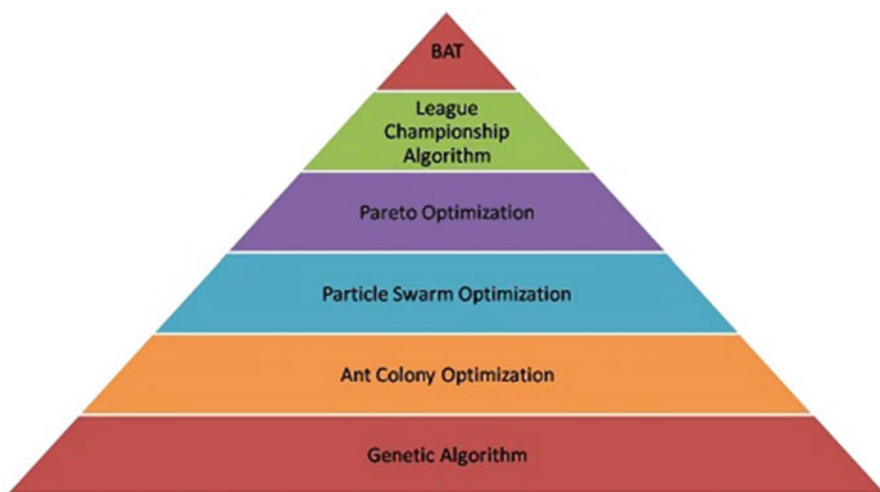 BAT
League
Championship
Algorithm
Pareto Optimization
Particle Swarm Optimization
Ant Colony Optimization
Genetic Algorithm